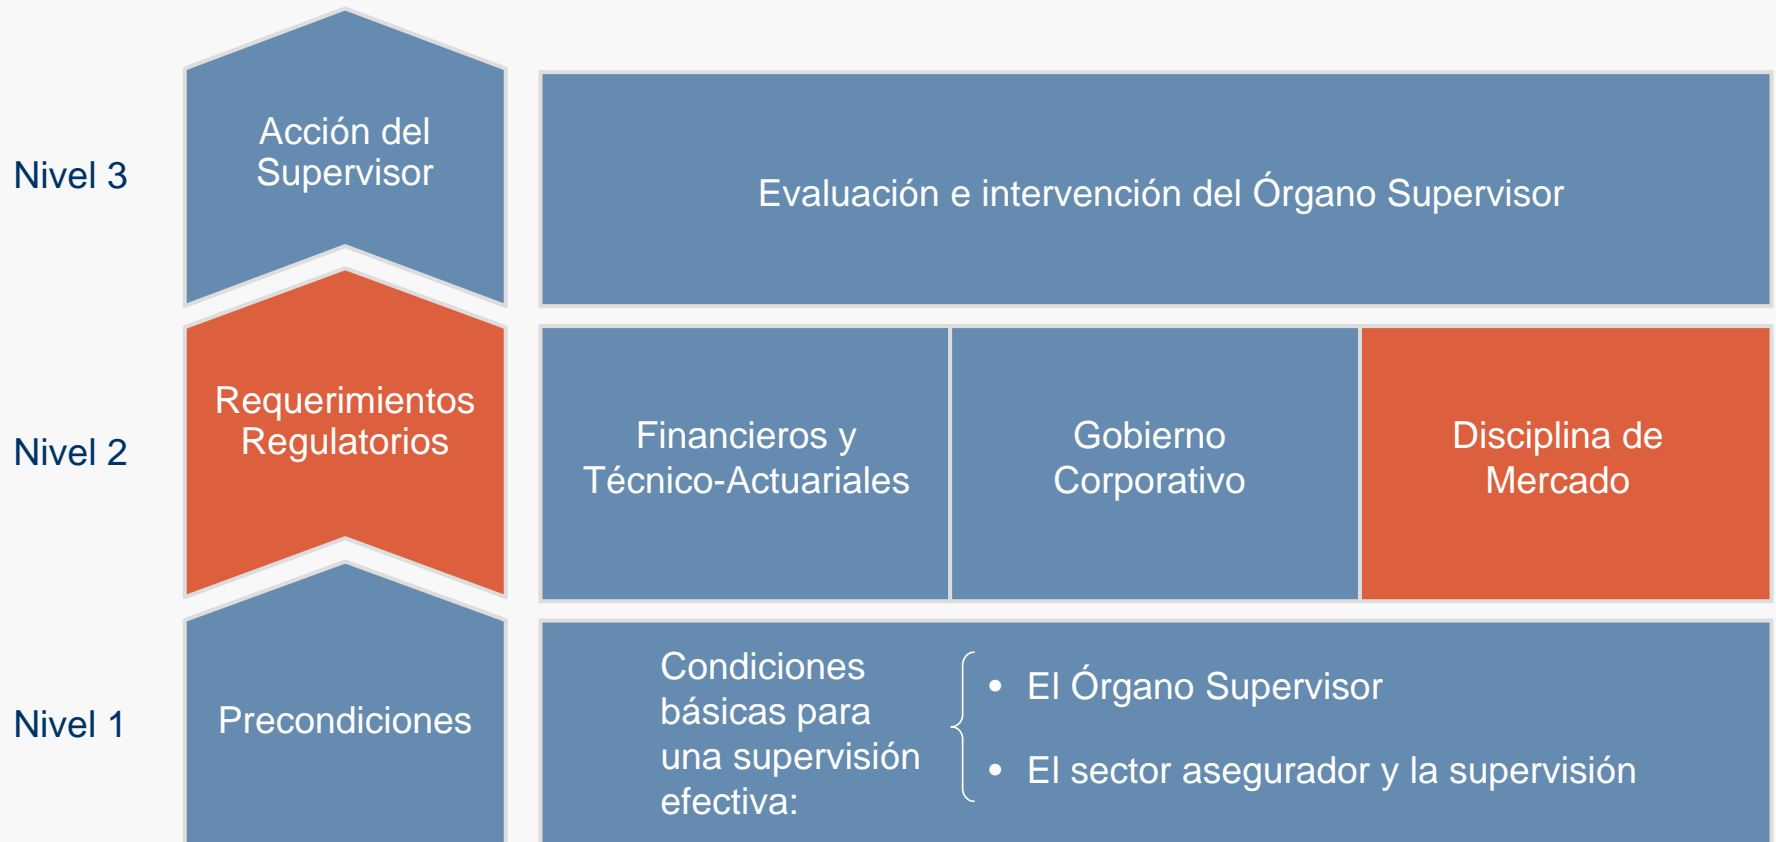 Nivel 3
Acción del
Supervisor
Evaluación e intervención del Órgano Supervisor
Nivel 2
Requerimientos
Regulatorios
Financieros y
Técnico-Actuariales
Gobierno
Corporativo
Disciplina de
Mercado
Nivel 1
Precondiciones
Condiciones
básicas para
una supervisión
efectiva:
• El Órgano Supervisor
• El sector asegurador y la supervisión